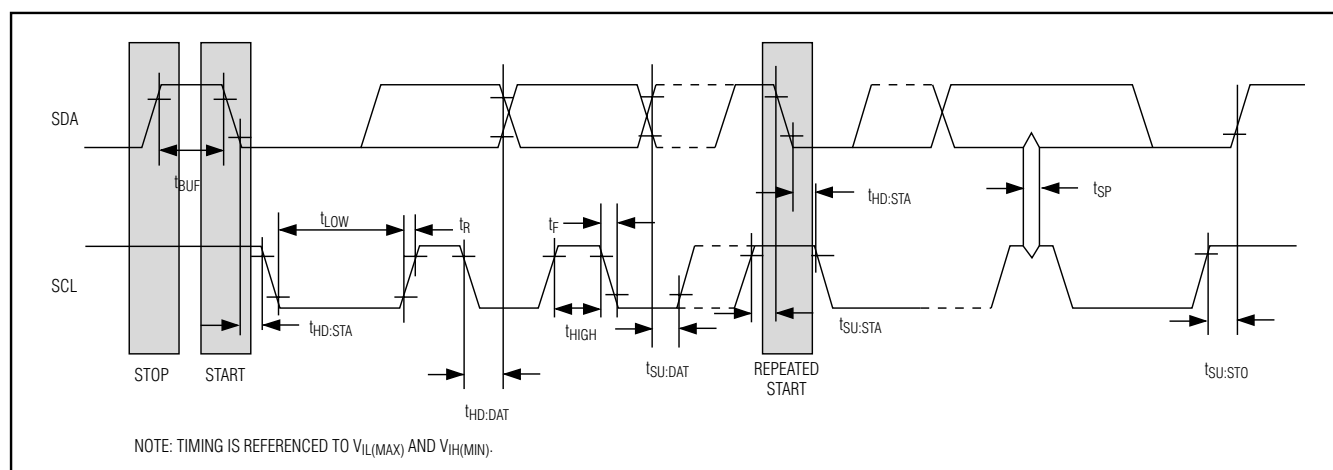 SDA
tBUF
tHD:STA
tSP
tLOW
tR
tF
SCL
tHD:STA
tHIGH
tSU:STA
tSU:DAT
tSU:STO
STOP
START
REPEATED
START
tHD:DAT
NOTE: TIMING IS REFERENCED TO VIL(MAX) AND VIH(MIN).